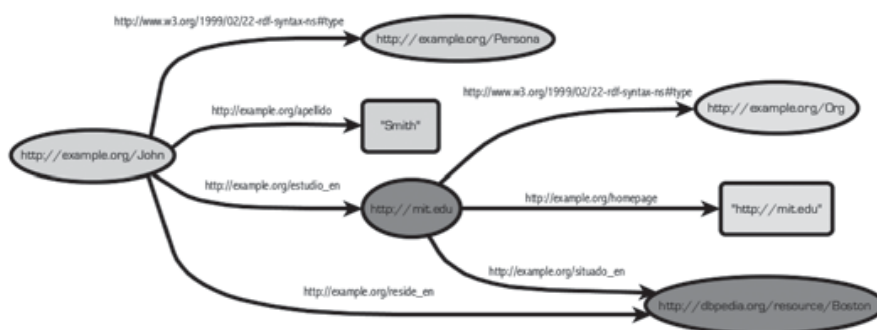 http://www.w3.org/1999/02/22-rdf-syntax-ns#type
http://example.org/Persona
http://www.w3.org/1999/02/22-rdf-syntax-ns#type
http://example.org/apellido
"Smith"
http://example.org/Org
http://example.org/John
http://example.org/estudio_en
http://mit.edu
http://example.org/homepage
"http://mit.edu"
http://example.org/situado_en
http://example.org/reside_en
http://dbpedia.org/resource/Boston